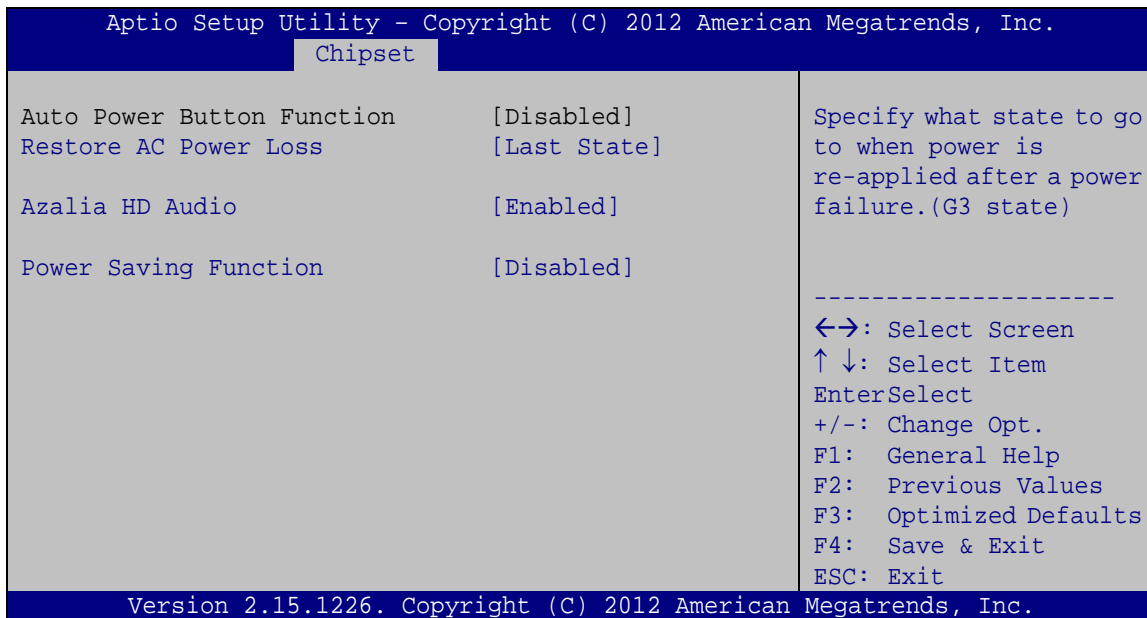 Aptio Setup Utility – Copyright (C) 2012 American Megatrends, Inc.
Chipset
Auto Power Button Function [Disabled]
Restore AC Power Loss [Last State]
Azalia HD Audio [Enabled]
Power Saving Function [Disabled]
Specify what state to go
to when power is
re-applied after a power
failure.(G3 state)
---------------------
←→: Select Screen
↑ ↓: Select Item
EnterSelect
+/-: Change Opt.
F1: General Help
F2: Previous Values
F3: Optimized Defaults
F4: Save & Exit
ESC: Exit
Version 2.15.1226. Copyright (C) 2012 American Megatrends, Inc.